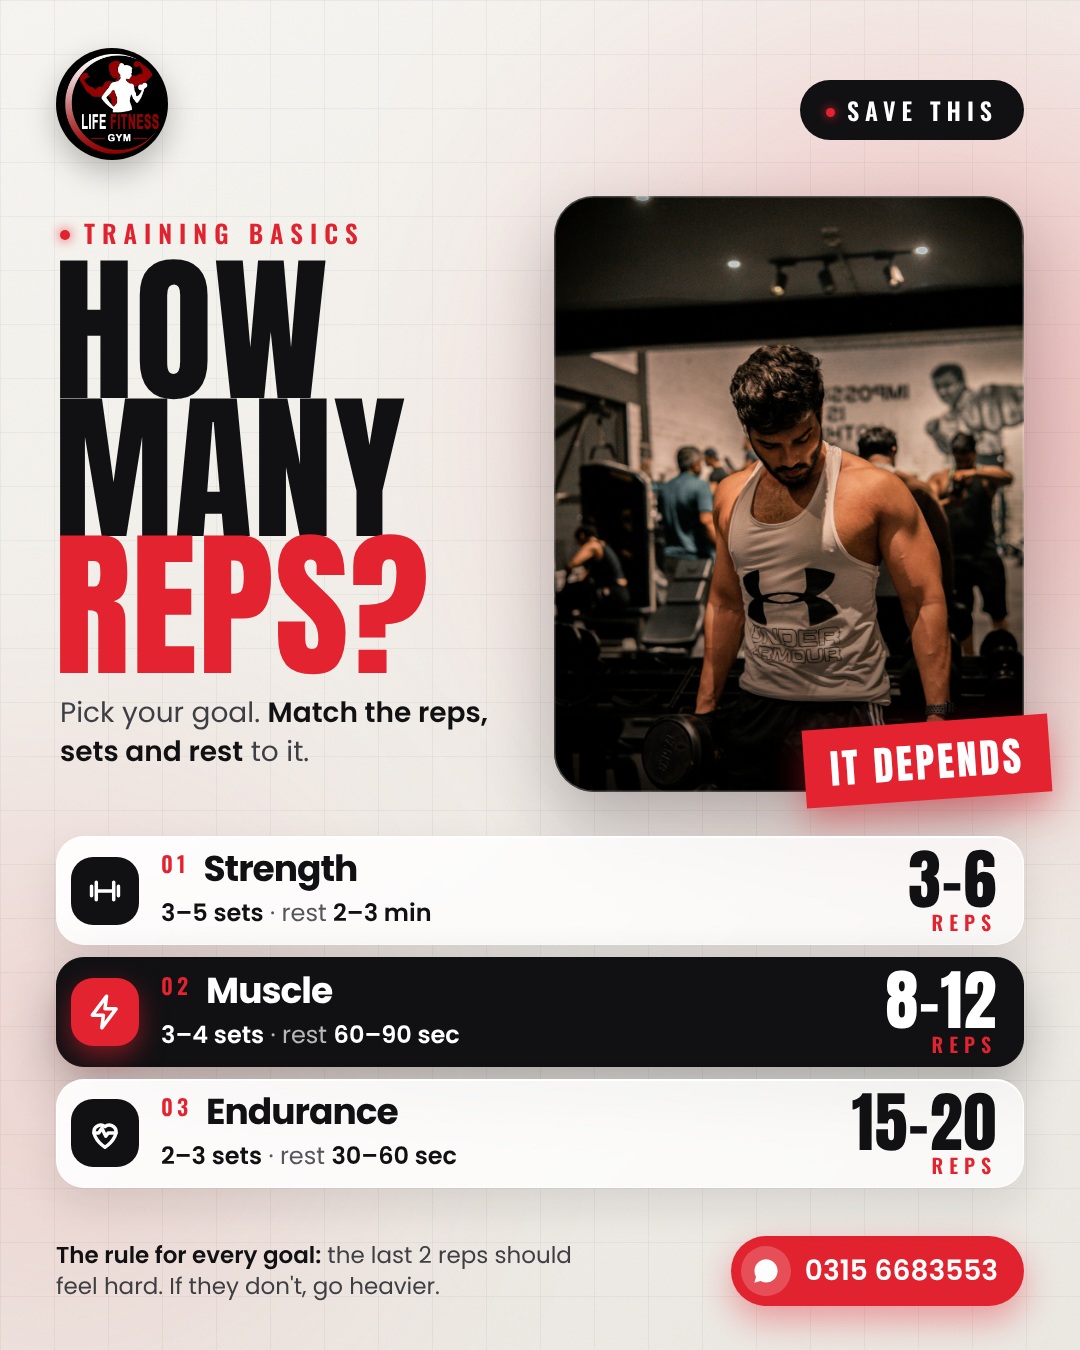 LIFE FITNESS
GYM
SAVE THIS
TRAINING BASICS
HOW
MANY
REPS?
Pick your goal. Match the reps,
sets and rest to it.
UNDER
ARMOUR
IT DEPENDS
01 Strength
3–5 sets · rest 2–3 min
3-6
REPS
02 Muscle
3–4 sets · rest 60–90 sec
8-12
REPS
03 Endurance
2–3 sets · rest 30–60 sec
15-20
REPS
The rule for every goal: the last 2 reps should
feel hard. If they don't, go heavier.
0315 6683553